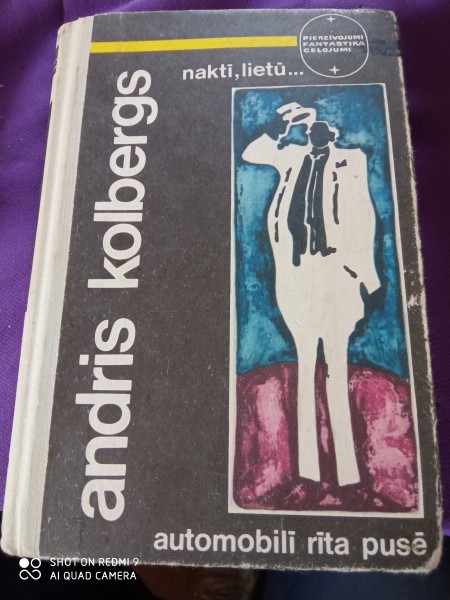 PIEDZĪVOJUMI
FANTASTIKA
CEĻOJUMI
naktī, lietū...
andris kolbergs
automobilī rīta pusē
SHOT ON REDMI 9
AI QUAD CAMERA